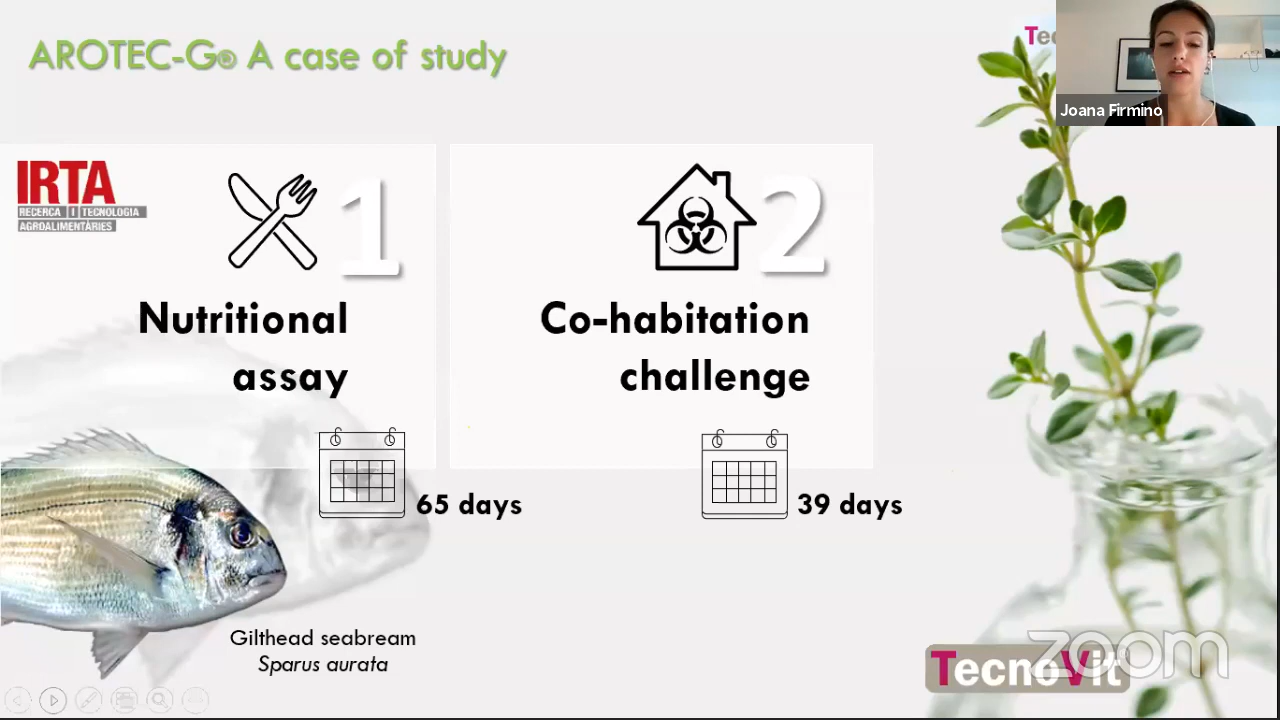 AROTEC-G® A case of study
Tec
Joana Firmino
IRTA
RECERCA I TECNOLOGIA
AGROALIMENTÀRIES
1
Nutritional
assay
65 days
2
Co-habitation
challenge
39 days
Gilthead seabream
Sparus aurata
zoom
TecnoVit